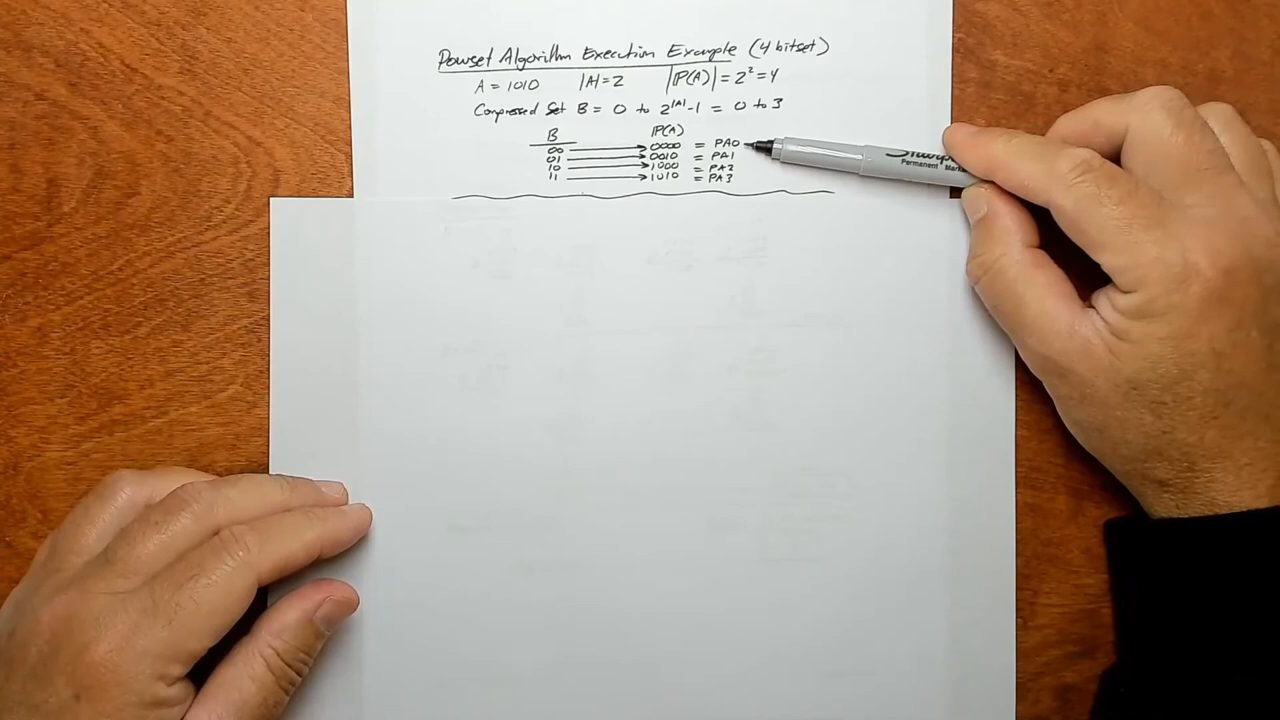 Powset Algorithm Execution Example (4 bitset)
A = 1010 |A| = 2 |P(A)| = 2² = 4
Compressed Set B = 0 to 2^|A| - 1 = 0 to 3
B P(A)
00 → 0000 = PA0
01 → 0010 = PA1
10 → 1000 = PA2
11 → 1010 = PA3
Sharpie
Permanent Marker